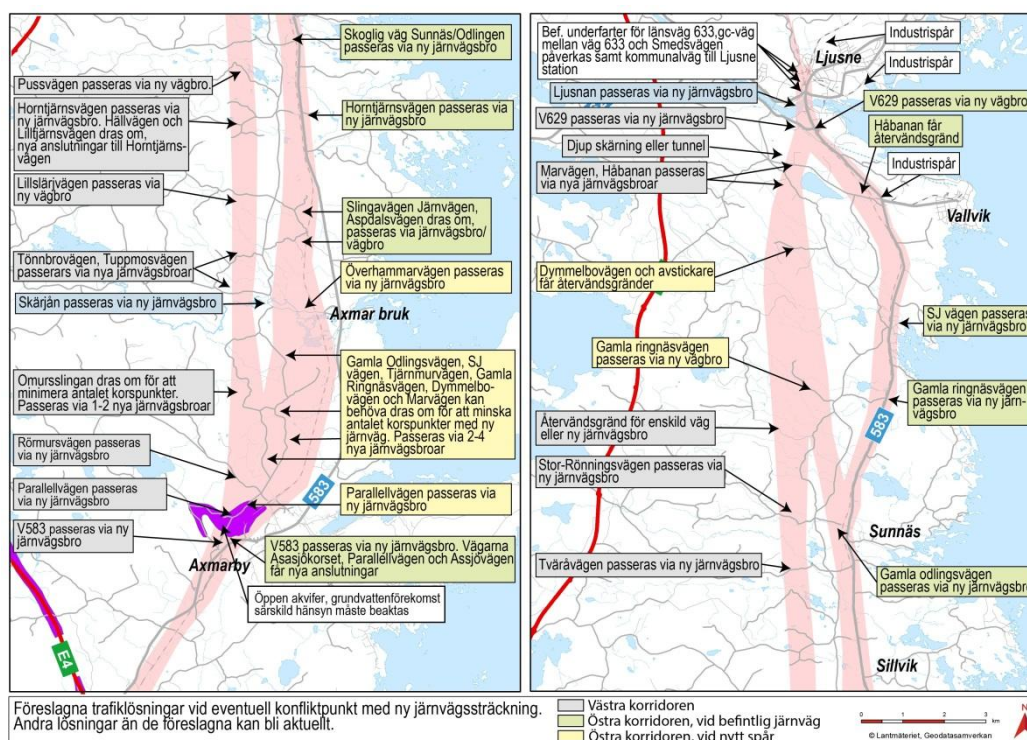 Skoglig väg Sunnäs/Odlingen
passeras via ny järnvägsbro
Pussvägen passeras via ny vägbro.
Horntjärnsvägen passeras via
ny järnvägsbro. Hällvägen och
Lilltjärnsvägen dras om,
nya anslutningar till Horntjärns-
vägen
Horntjärnsvägen passeras via
ny järnvägsbro
Lillslärivägen passeras via
ny vägbro
Slingavägen Järnvägen,
Aspdalsvägen dras om,
passeras via järnvägsbro/
vägbro
Tönnbrovägen, Tuppmosvägen
passerars via nya järnvägsbroar
Överhammarvägen passeras
via ny järnvägsbro
Skärjån passeras via ny järnvägsbro
Axmar bruk
Gamla Odlingsvägen, SJ
vägen, Tjärnmurvägen, Gamla
Ringnäsvägen, Dymmelbo-
vägen och Marvägen kan
behöva dras om för att minska
antalet korspunkter med ny
järnväg. Passeras via 2-4
nya järnvägsbroar
Omursslingan dras om för att
minimera antalet korspunkter.
Passeras via 1-2 nya järnvägsbroar
Römursvägen passeras
via ny järnvägsbro
Parallellvägen passeras
via ny järnvägsbro
583
Parallellvägen passeras via
ny järnvägsbro
V583 passeras via ny
järnvägsbro
Axmarby
V583 passeras via ny järnvägsbro. Vägarna
Asasjökorset, Parallellvägen och Assjövägen
får nya anslutningar
Öppen akvifer, grundvattenförekomst
särskild hänsyn måste beaktas
E4
Bef. underfarter för länsväg 633,gc-väg
mellan väg 633 och Smedsvägen
påverkas samt kommunalväg till Ljusne
station
Ljusne
Industrispår
Industrispår
Ljusnan passeras via ny järnvägsbro
V629 passeras via ny vägbro
V629 passeras via ny järnvägsbro
Håbanan får
återvändsgränd
Djup skärning eller tunnel
Industrispår
Marvägen, Håbanan passeras
via nya järnvägsbroar
Vallvik
Dymmelbovägen och avstickare
får återvändsgränder
SJ vägen passeras
via ny järnvägsbro
Gamla ringnäsvägen
passeras via ny vägbro
Gamla ringnäsvägen
passeras via ny järn-
vägsbro
583
Återvändsgränd för enskild väg
eller ny järnvägsbro
Stor-Rönningsvägen passeras via
ny järnvägsbro
Sunnäs
Tväråvägen passeras via ny järnvägsbro
Gamla odlingsvägen
passeras via ny järnvägsbro
Sillvik
Föreslagna trafiklösningar vid eventuell konfliktpunkt med ny järnvägssträckning.
Andra lösningar än de föreslagna kan bli aktuellt.
Västra korridoren
Östra korridoren, vid befintlig järnväg
Östra korridoren, vid nytt spår
0 1 2 3
km
© Lantmäteriet, Geodatasamverkan
N